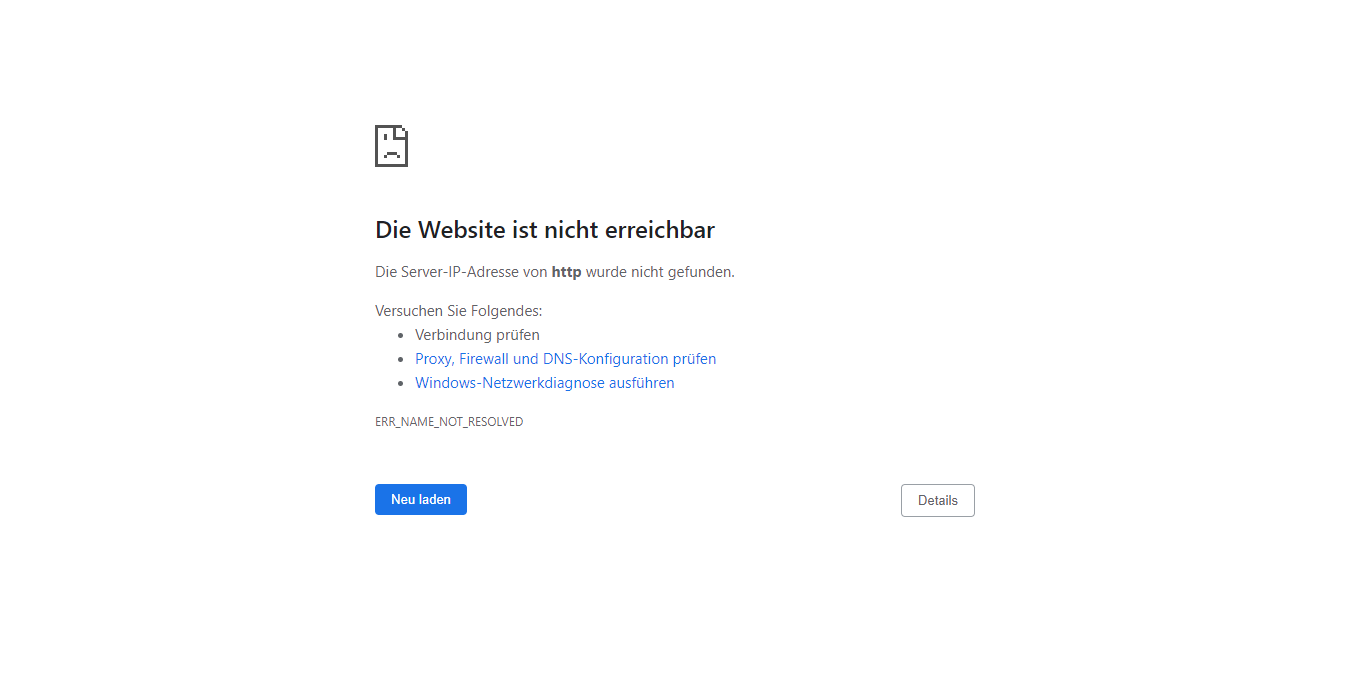 Die Website ist nicht erreichbar
Die Server-IP-Adresse von http wurde nicht gefunden.
Versuchen Sie Folgendes:
• Verbindung prüfen
• Proxy, Firewall und DNS-Konfiguration prüfen
• Windows-Netzwerkdiagnose ausführen
ERR_NAME_NOT_RESOLVED
Neu laden
Details